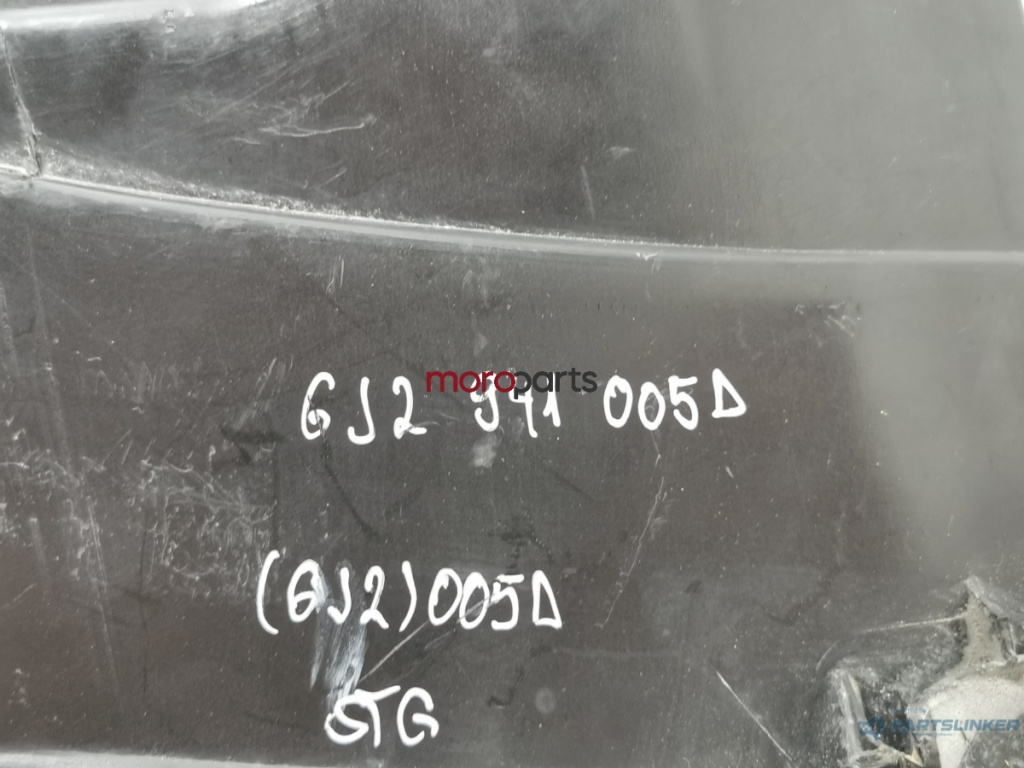 6J2 941 005D
moroparts
(6J2) 005D
STG
PARTSLINKER